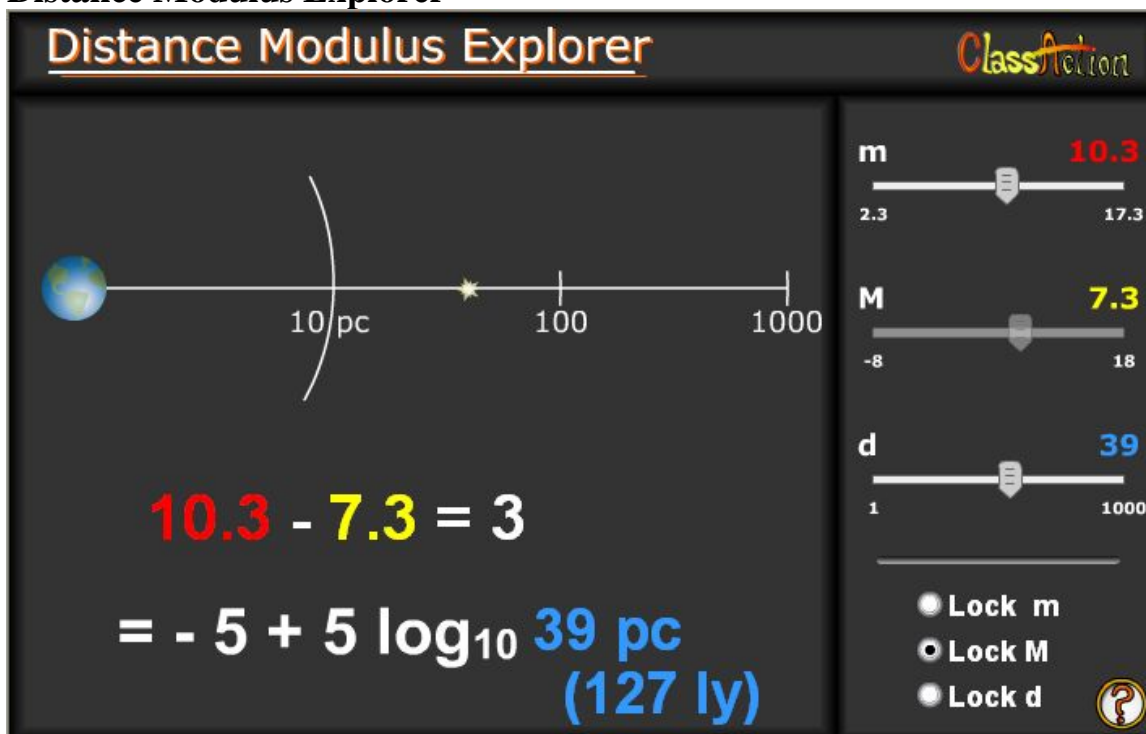 Distance Modulus Explorer
Distance Modulus Explorer
ClassAction
10 pc
100
1000
10.3 - 7.3 = 3
= - 5 + 5 log10 39 pc
(127 ly)
m 10.3
2.3 17.3
M 7.3
-8 18
d 39
1 1000
Lock m
Lock M
Lock d
?